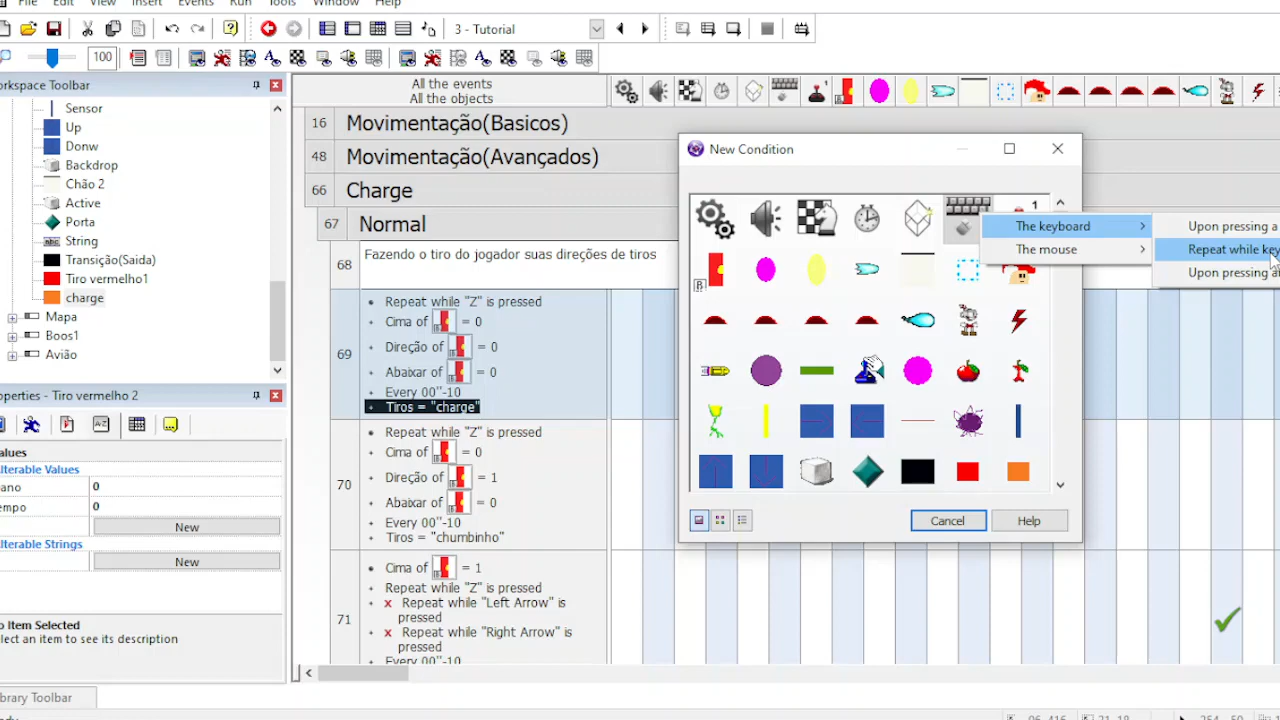 File Edit View Insert Events Run Tools Window Help
3 - Tutorial
100
orkspace Toolbar
All the events
All the objects
Sensor
Up
Donw
Backdrop
Chão 2
Active
Porta
abc String
Transição(Saida)
Tiro vermelho1
charge
Mapa
Boss1
Avião
operties - Tiro vermelho 2
A-Z
alues
lterable Values
ano 0
empo 0
New
lterable Strings
New
o Item Selected
elect an item to see its description
ibrary Toolbar
16 Movimentação(Basicos)
48 Movimentação(Avançados)
66 Charge
67 Normal
68 Fazendo o tiro do jogador suas direções de tiros
69
Repeat while "Z" is pressed
Cima of = 0
Direção of = 0
Abaixar of = 0
Every 00"-10
Tiros = "charge"
70
Repeat while "Z" is pressed
Cima of = 0
Direção of = 1
Abaixar of = 0
Every 00"-10
Tiros = "chumbinho"
71
Cima of = 1
Repeat while "Z" is pressed
X Repeat while "Left Arrow" is
pressed
X Repeat while "Right Arrow" is
pressed
Every 00"-10
New Condition
1
B
The keyboard
The mouse
Upon pressing a
Repeat while key
Upon pressing a
Cancel
Help